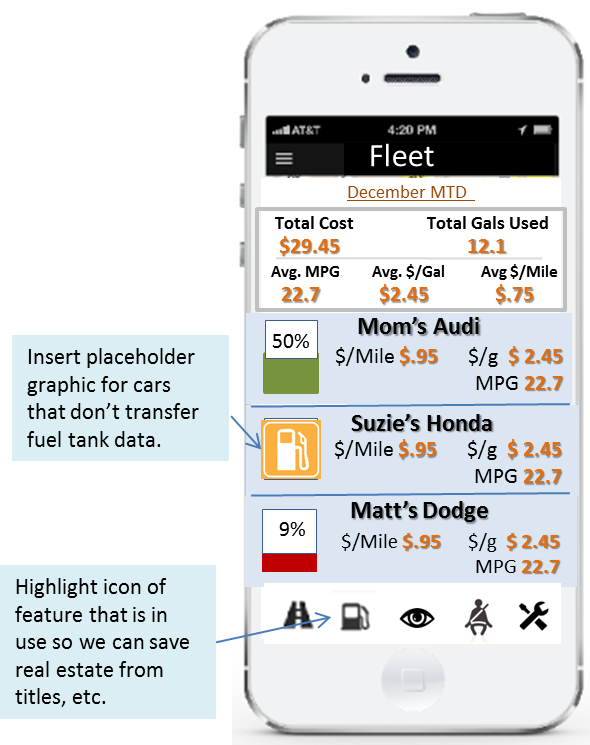 AT&T 4:20 PM
Fleet
December MTD
Total Cost Total Gals Used
$29.45 12.1
Avg. MPG Avg. $/Gal Avg $/Mile
22.7 $2.45 $.75
Mom's Audi
50%
$/Mile $.95 $/g $ 2.45
MPG 22.7
Insert placeholder
graphic for cars
that don't transfer
fuel tank data.
Suzie's Honda
$/Mile $.95 $/g $ 2.45
MPG 22.7
Matt's Dodge
9%
$/Mile $.95 $/g $ 2.45
MPG 22.7
Highlight icon of
feature that is in
use so we can save
real estate from
titles, etc.